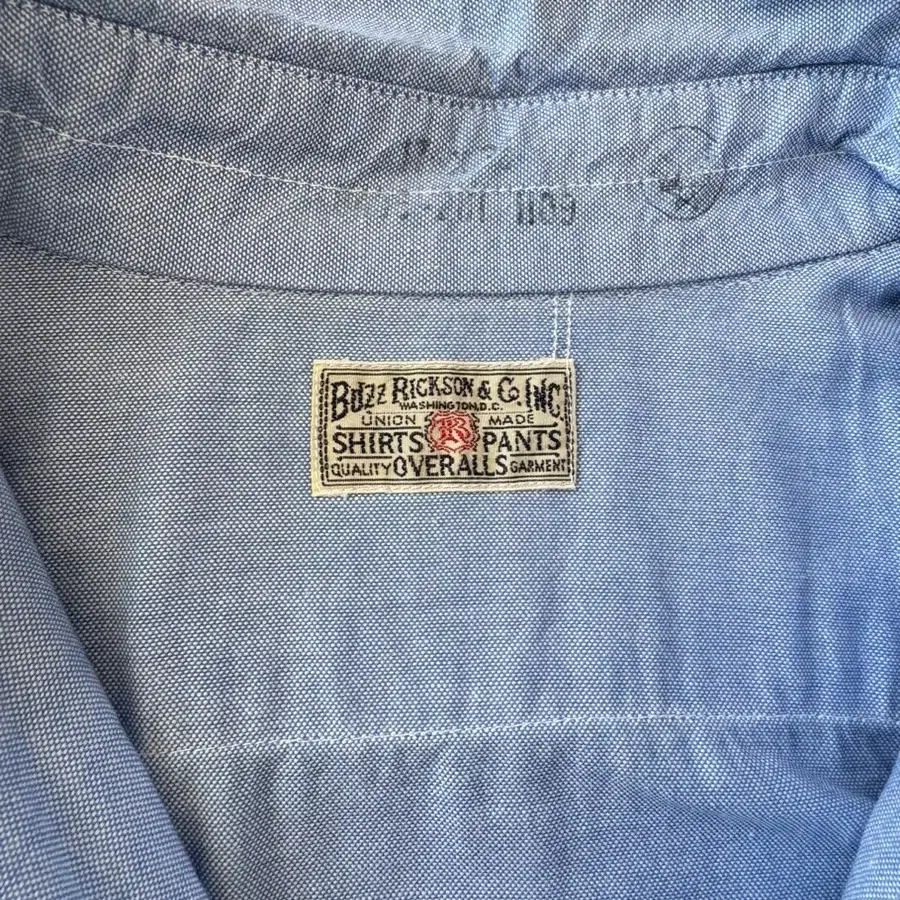 Buzz Rickson & Co. Inc
WASHINGTON D.C.
UNION MADE
SHIRTS PANTS
QUALITY OVERALLS GARMENT